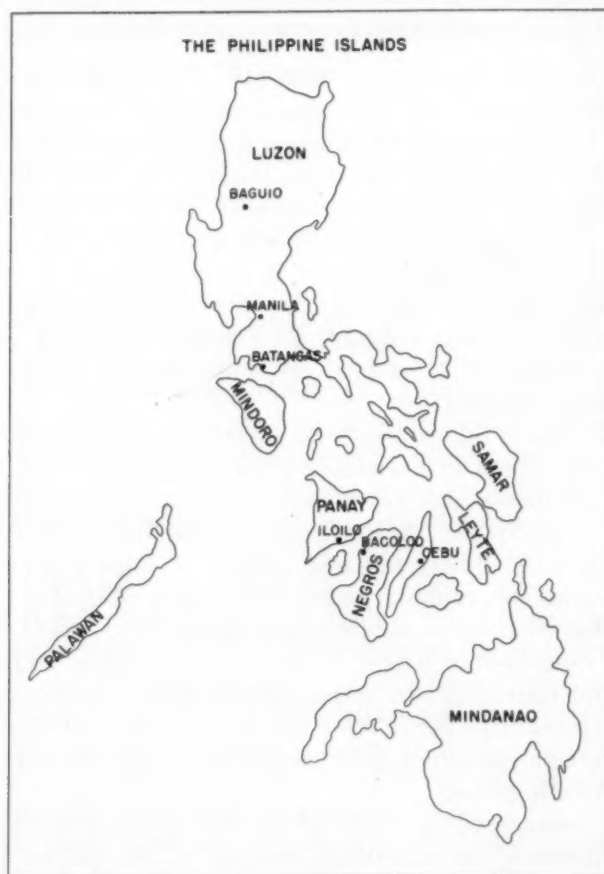 THE PHILIPPINE ISLANDS
LUZON
BAGUIO
MANILA
BATANGAS
MINDORO
SAMAR
PANAY
ILOILO
LEYTE
BACOLOD
CEBU
NEGROS
PALAWAN
MINDANAO